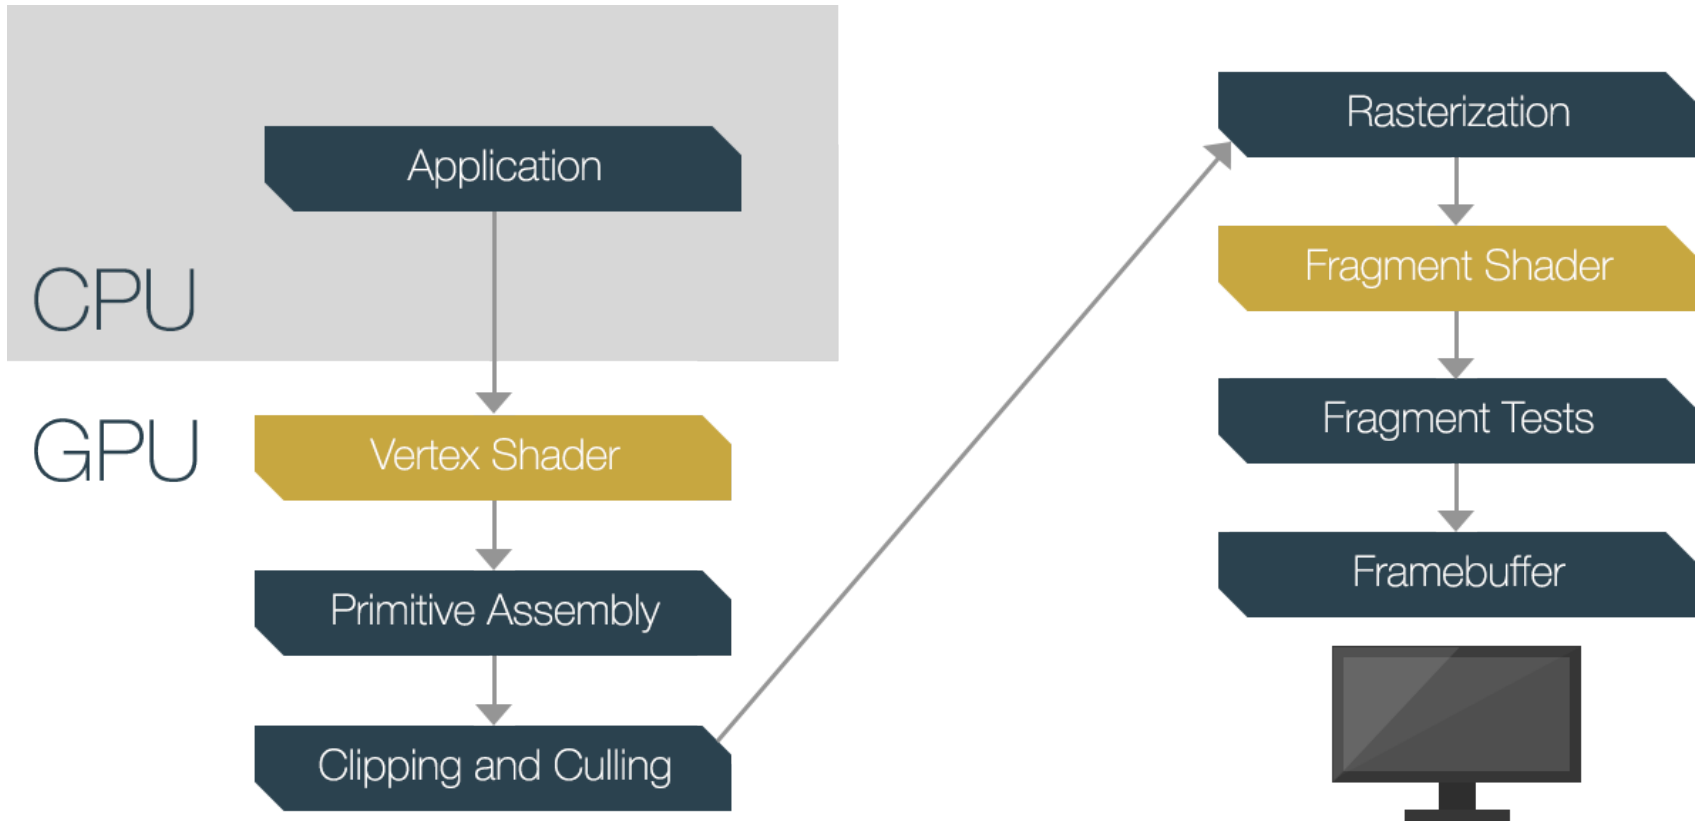 Application
CPU
GPU
Vertex Shader
Primitive Assembly
Clipping and Culling
Rasterization
Fragment Shader
Fragment Tests
Framebuffer